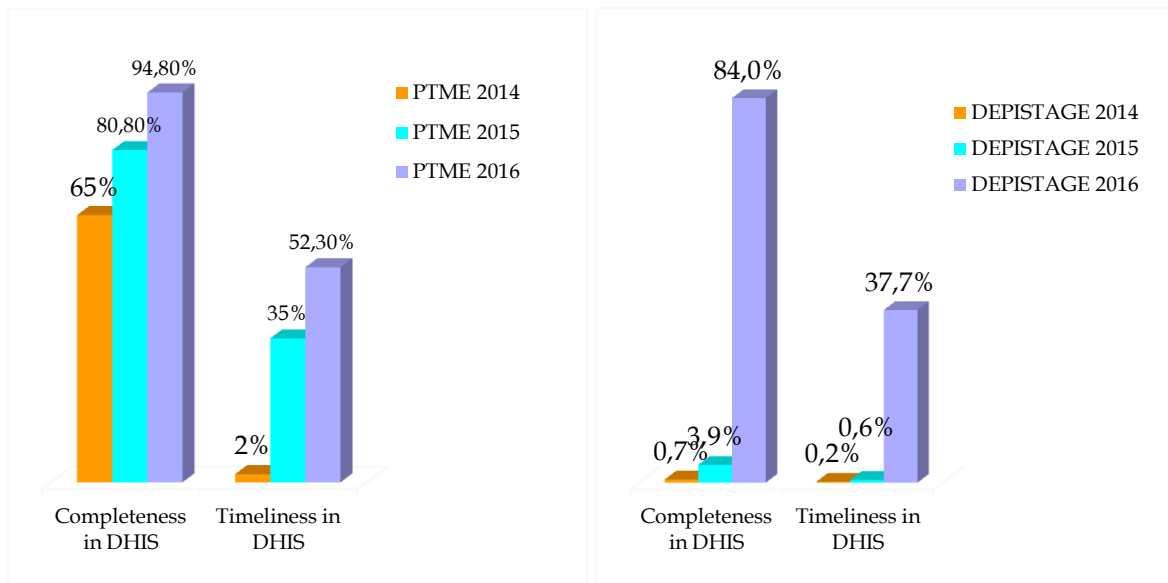 94,80%
80,80%
65%
52,30%
35%
2%
PTME 2014
PTME 2015
PTME 2016
Completeness
in DHIS
Timeliness in
DHIS
84,0%
37,7%
3,9%
0,7%
0,6%
0,2%
DEPISTAGE 2014
DEPISTAGE 2015
DEPISTAGE 2016
Completeness
in DHIS
Timeliness in
DHIS